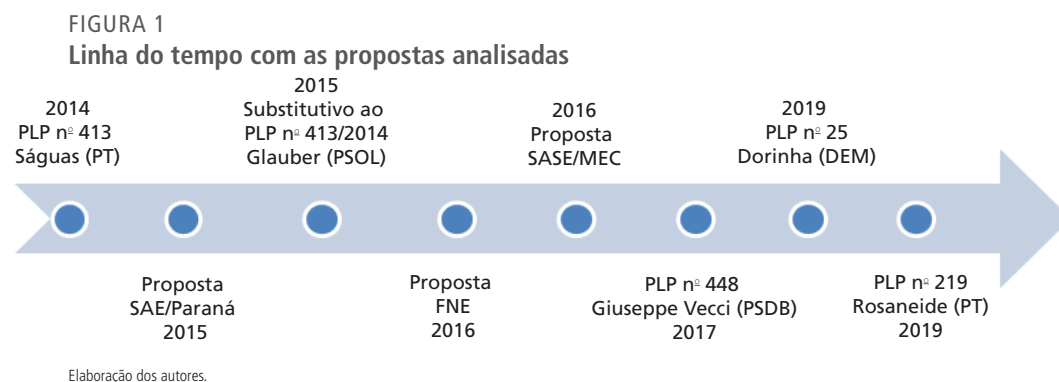 FIGURA 1
Linha do tempo com as propostas analisadas
2014
PLP nº 413
Ságuas (PT)
2015
Substitutivo ao
PLP nº 413/2014
Glauber (PSOL)
2016
Proposta
SASE/MEC
2019
PLP nº 25
Dorinha (DEM)
Proposta
SAE/Paraná
2015
Proposta
FNE
2016
PLP nº 448
Giuseppe Vecci (PSDB)
2017
PLP nº 219
Rosaneide (PT)
2019
Elaboração dos autores.